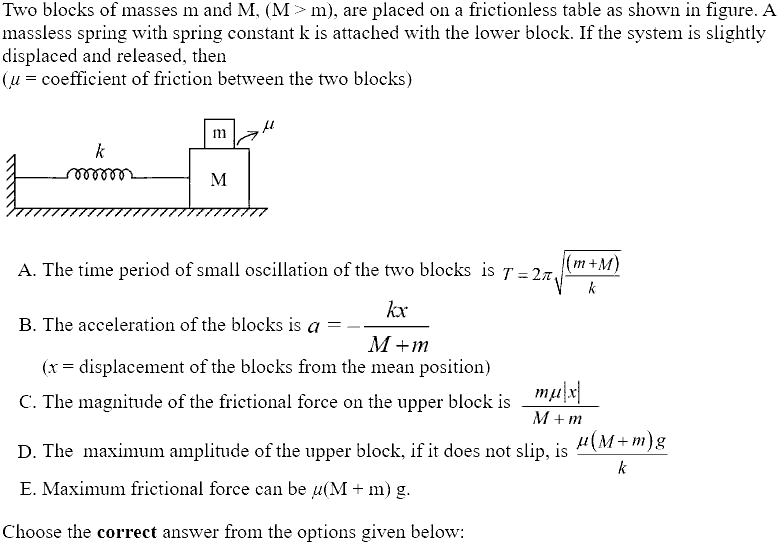 Two blocks of masses m and M, (M > m), are placed on a frictionless table as shown in figure. A
massless spring with spring constant k is attached with the lower block. If the system is slightly
displaced and released, then
(μ = coefficient of friction between the two blocks)
m
μ
k
M
A. The time period of small oscillation of the two blocks is T = 2π√((m+M)/k)
B. The acceleration of the blocks is a = −kx/(M+m)
(x = displacement of the blocks from the mean position)
C. The magnitude of the frictional force on the upper block is mμ|x|/(M+m)
D. The maximum amplitude of the upper block, if it does not slip, is μ(M+m)g/k
E. Maximum frictional force can be μ(M + m) g.
Choose the correct answer from the options given below: